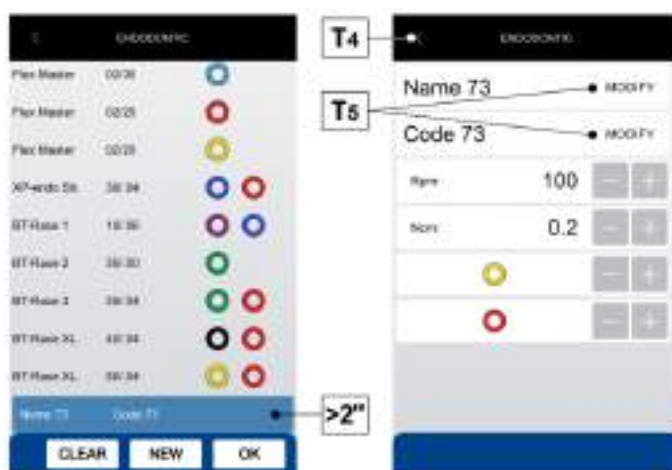 ENDODONTIC
Flex Master 02/30
Flex Master 02/25
Flex Master 02/20
XP-endo Sh. 30/ 04
BT-Race 1 10/ 06
BT-Race 2
BT-Race 3 35/ 04
BT-Race XL 40/ 04
BT-Race XL 50/ 04
Name 73 Code 73
CLEAR NEW OK
T4
T5
>2"
ENDODONTIC
Name 73 MODIFY
Code 73 MODIFY
Rpm 100 - +
Ncm 0.2 - +
- +
- +